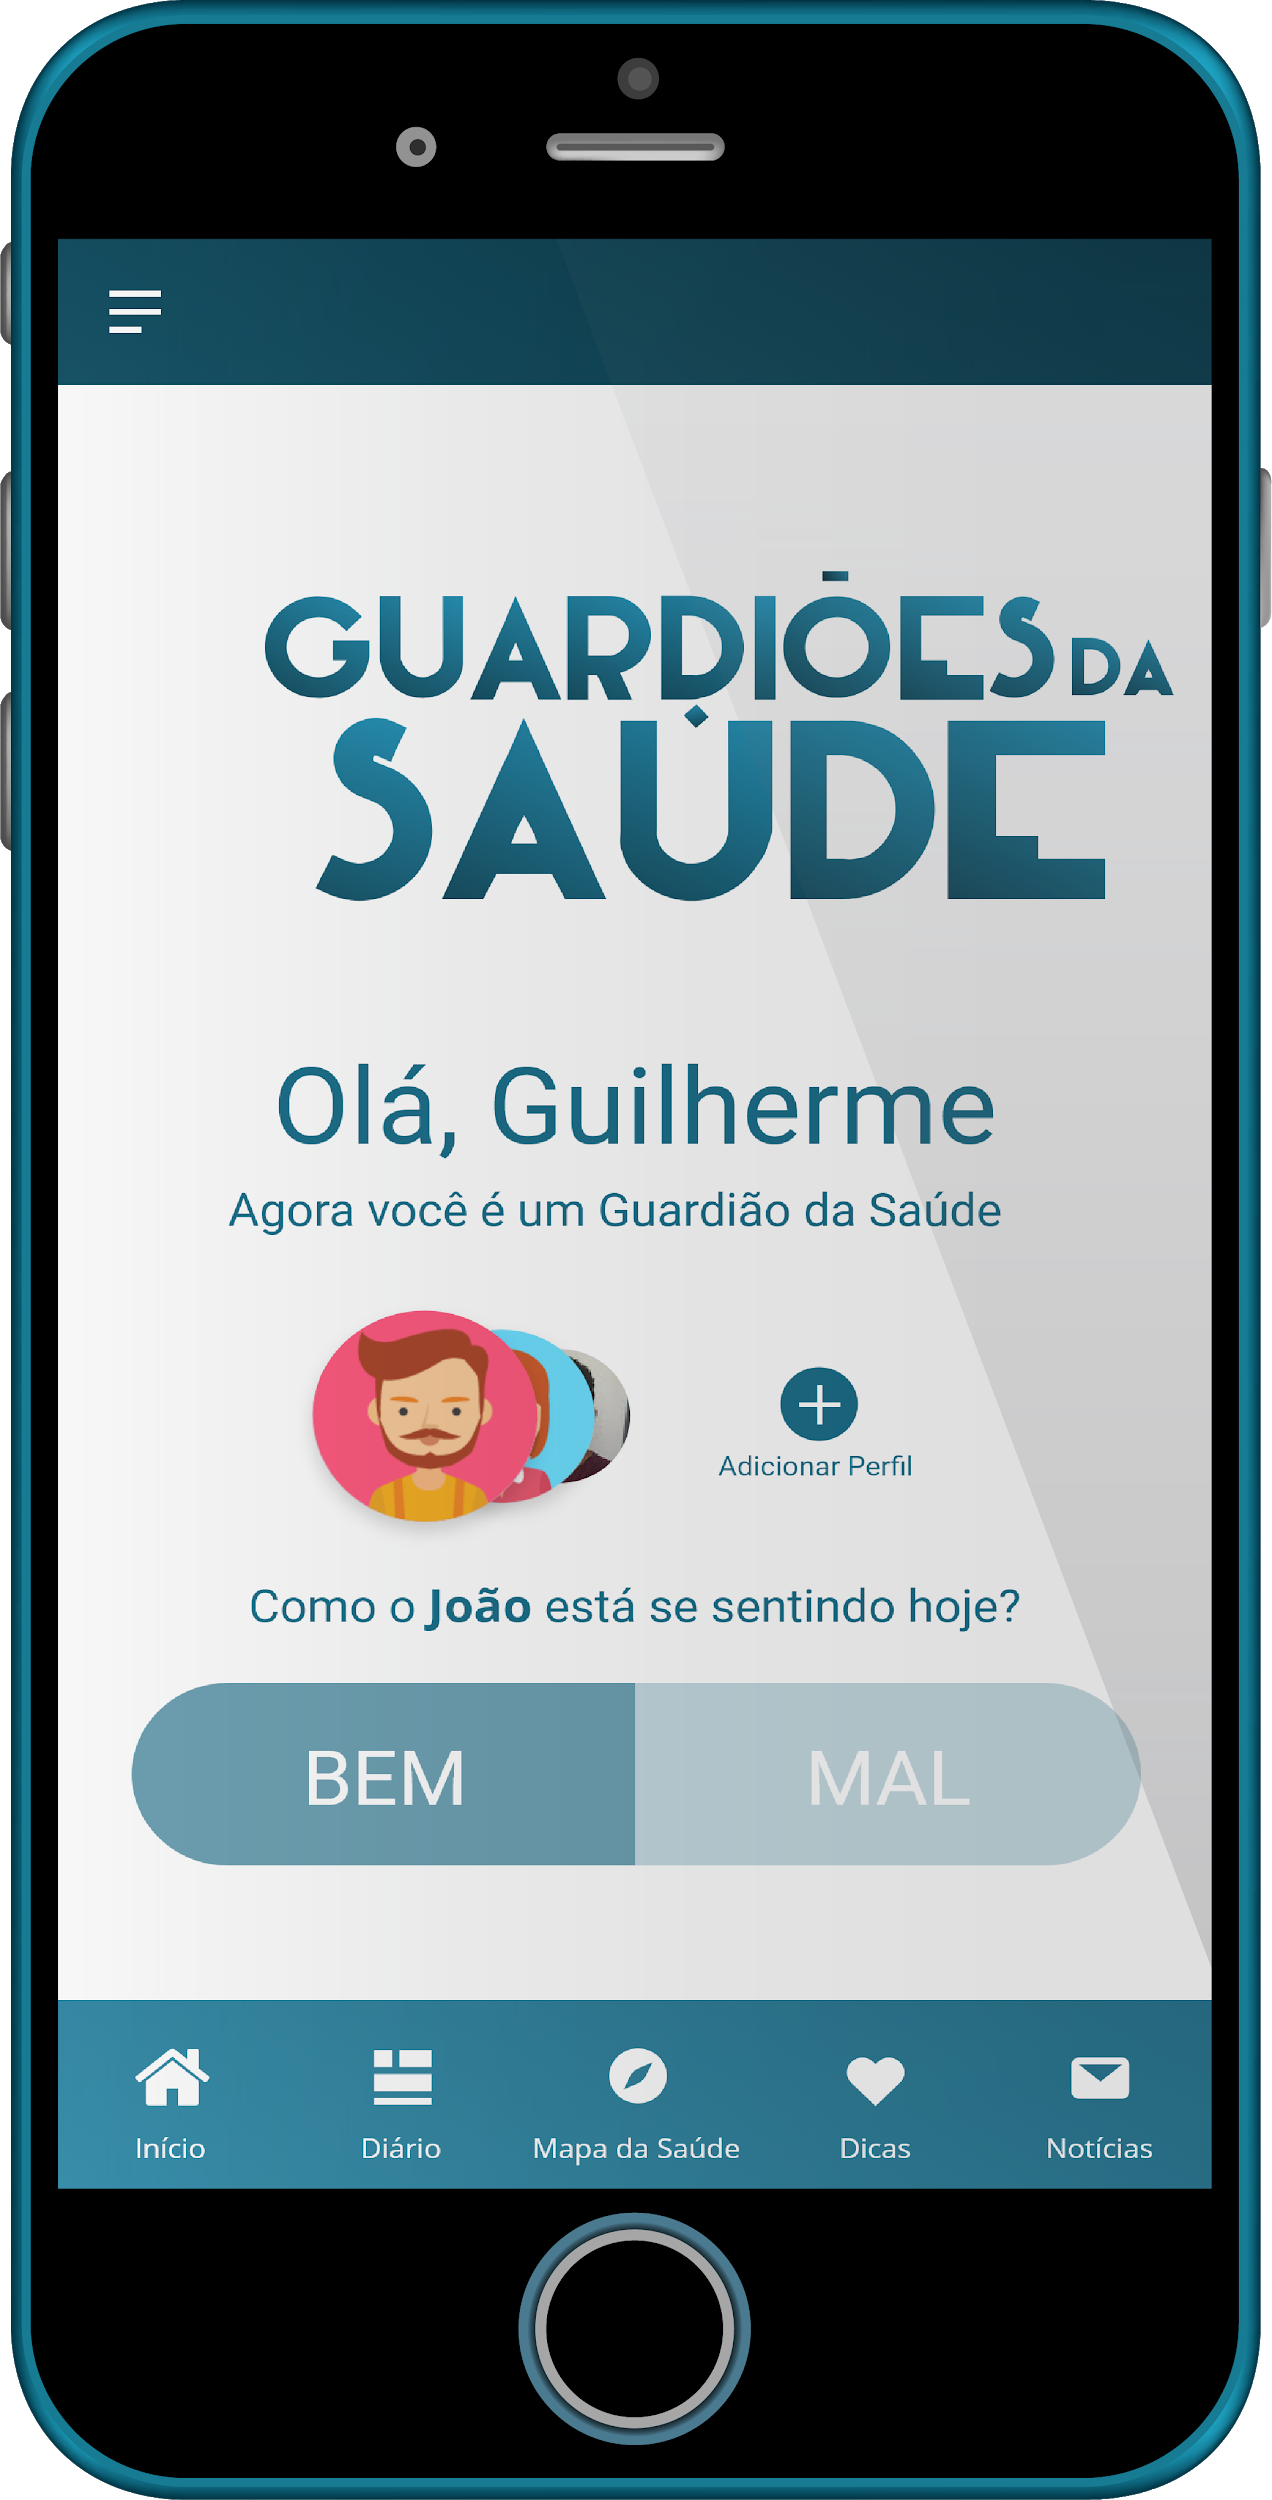 GUARDIŌES DA
SAÚDE
Olá, Guilherme
Agora você é um Guardião da Saúde
Adicionar Perfil
Como o João está se sentindo hoje?
BEM MAL
Início Diário Mapa da Saúde Dicas Notícias